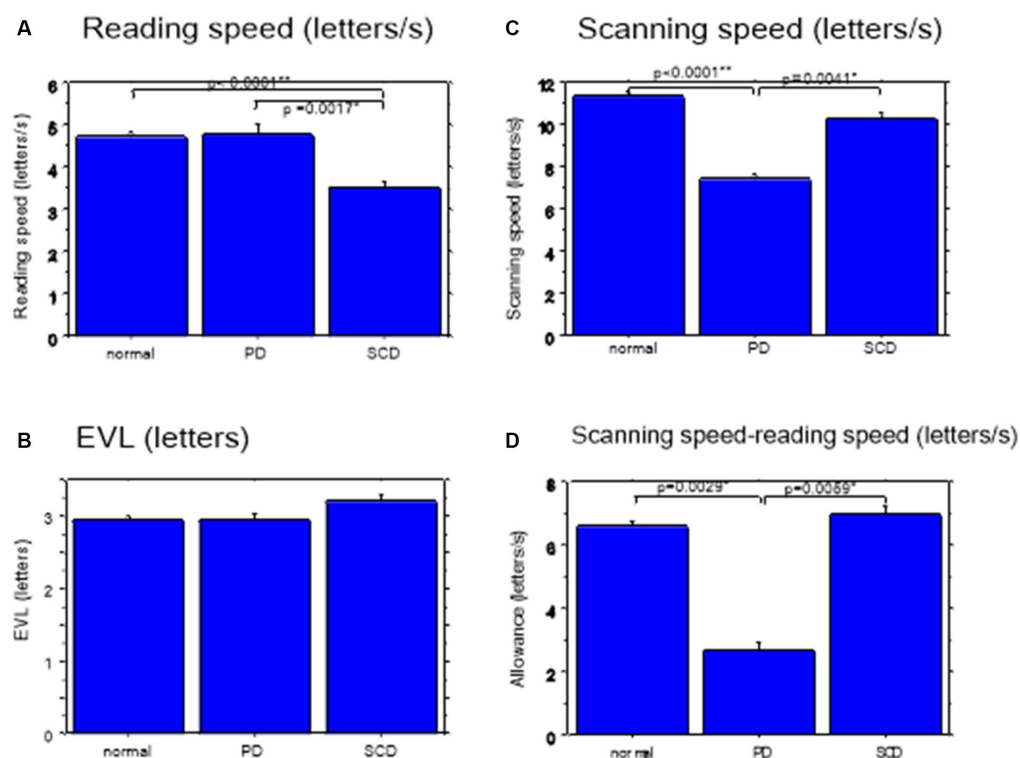 A Reading speed (letters/s)
p< 0.0001**
p =0.0017*
Reading speed (letters/s)
6
5
4
3
2
1
0
normal PD SCD
C Scanning speed (letters/s)
p<0.0001**
p=0.0041*
Scanning speed (letters/s)
12
10
8
6
4
2
0
normal PD SCD
B EVL (letters)
EVL (letters)
3
2
1
0
normal PD SCD
D Scanning speed-reading speed (letters/s)
p=0.0029*
p=0.0069*
Allowance (letters/s)
8
6
4
2
0
normal PD SCD